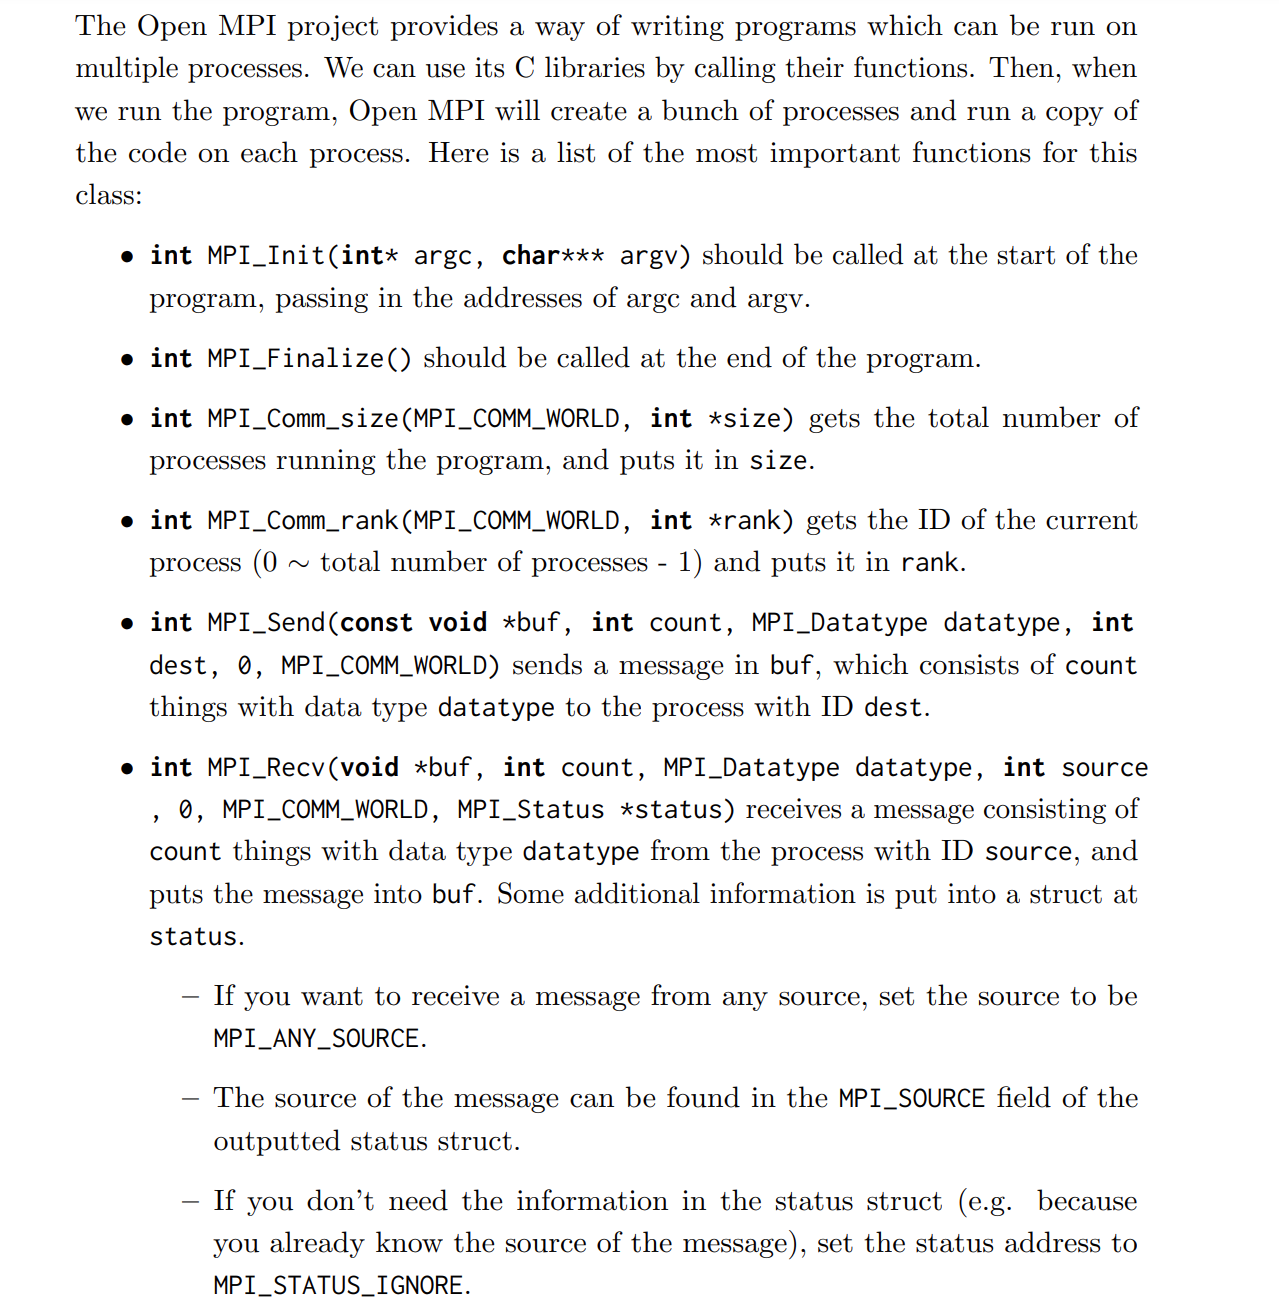 The Open MPI project provides a way of writing programs which can be run on
multiple processes. We can use its C libraries by calling their functions. Then, when
we run the program, Open MPI will create a bunch of processes and run a copy of
the code on each process. Here is a list of the most important functions for this
class:
• int MPI_Init(int* argc, char*** argv) should be called at the start of the
program, passing in the addresses of argc and argv.
• int MPI_Finalize() should be called at the end of the program.
• int MPI_Comm_size(MPI_COMM_WORLD, int *size) gets the total number of
processes running the program, and puts it in size.
• int MPI_Comm_rank(MPI_COMM_WORLD, int *rank) gets the ID of the current
process (0 ∼ total number of processes - 1) and puts it in rank.
• int MPI_Send(const void *buf, int count, MPI_Datatype datatype, int
dest, 0, MPI_COMM_WORLD) sends a message in buf, which consists of count
things with data type datatype to the process with ID dest.
• int MPI_Recv(void *buf, int count, MPI_Datatype datatype, int source
, 0, MPI_COMM_WORLD, MPI_Status *status) receives a message consisting of
count things with data type datatype from the process with ID source, and
puts the message into buf. Some additional information is put into a struct at
status.
– If you want to receive a message from any source, set the source to be
MPI_ANY_SOURCE.
– The source of the message can be found in the MPI_SOURCE field of the
outputted status struct.
– If you don't need the information in the status struct (e.g. because
you already know the source of the message), set the status address to
MPI_STATUS_IGNORE.